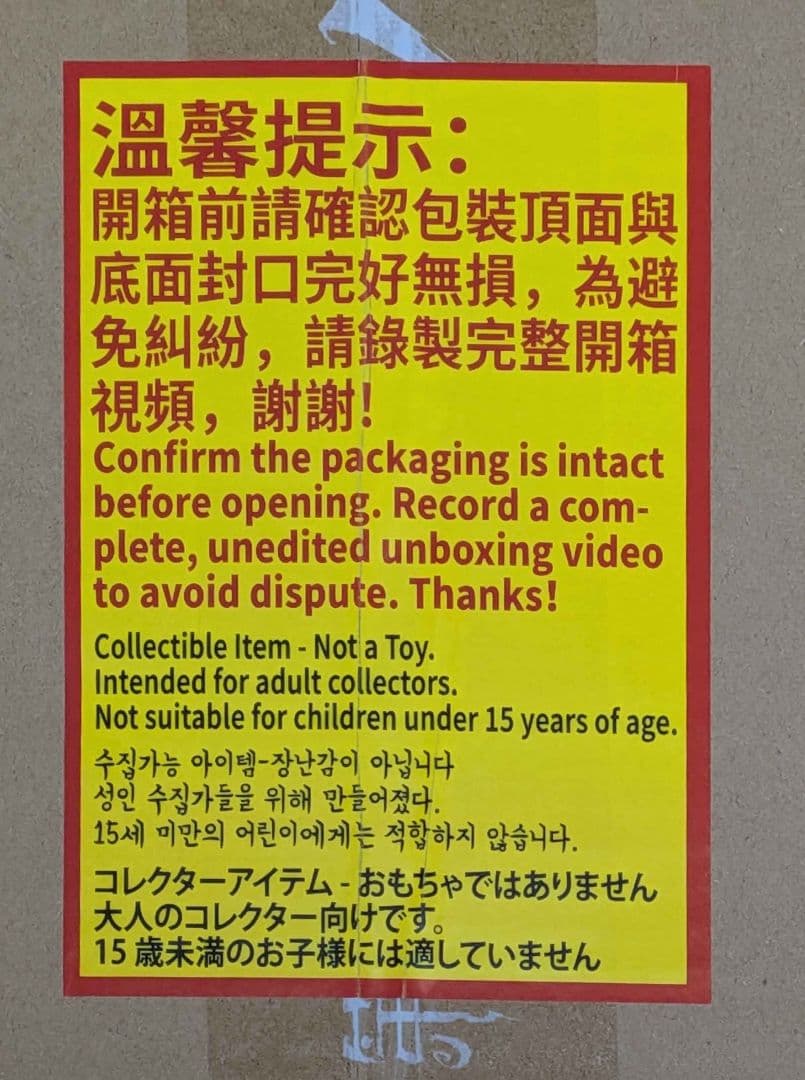 溫馨提示：
開箱前請確認包裝頂面與
底面封口完好無損，為避
免糾紛，請錄製完整開箱
視頻，謝謝!
Confirm the packaging is intact
before opening. Record a com-
plete, unedited unboxing video
to avoid dispute. Thanks!
Collectible Item - Not a Toy.
Intended for adult collectors.
Not suitable for children under 15 years of age.
수집가능 아이템-장난감이 아닙니다
성인 수집가들을 위해 만들어졌다.
15세 미만의 어린이에게는 적합하지 않습니다.
コレクターアイテム - おもちゃではありません
大人のコレクター向けです。
15 歳未満のお子様には適していません